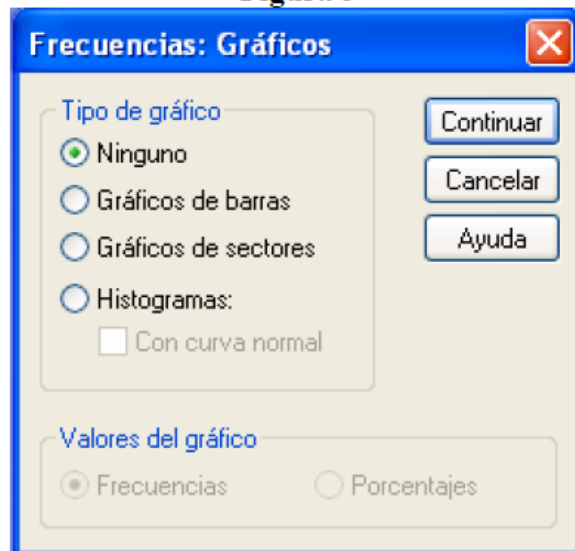 Frecuencias: Gráficos
Tipo de gráfico
Ninguno
Gráficos de barras
Gráficos de sectores
Histogramas:
Con curva normal
Continuar
Cancelar
Ayuda
Valores del gráfico
Frecuencias
Porcentajes